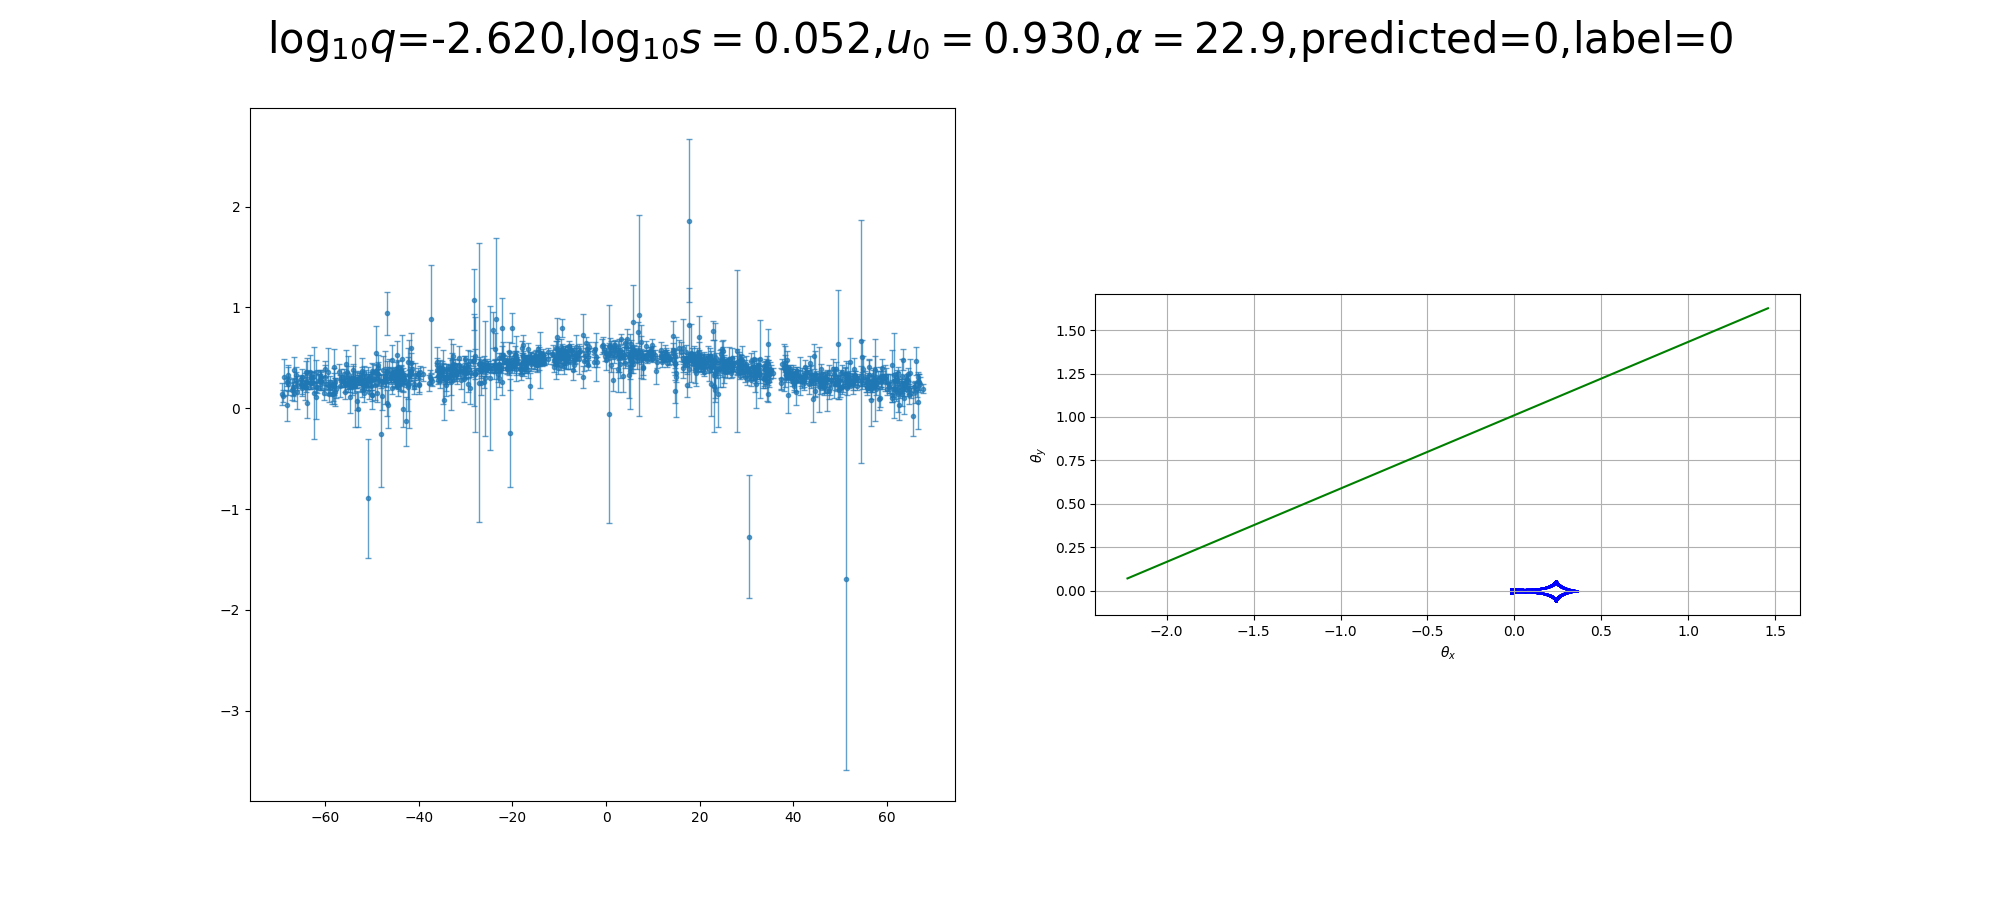 log₁₀q=-2.620,log₁₀s = 0.052,u₀ = 0.930,α = 22.9,predicted=0,label=0
2
1
0
−1
−2
−3
−60 −40 −20 0 20 40 60
θy
1.50
1.25
1.00
0.75
0.50
0.25
0.00
−2.0 −1.5 −1.0 −0.5 0.0 0.5 1.0 1.5
θx